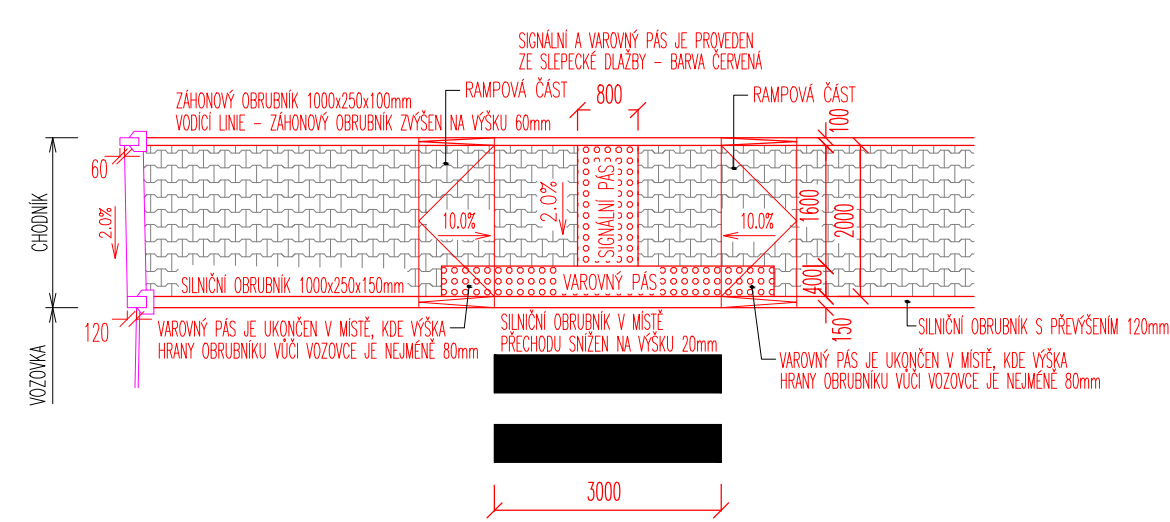 SIGNÁLNÍ A VAROVNÝ PÁS JE PROVEDEN
ZE SLEPECKÉ DLAŽBY – BARVA ČERVENÁ
RAMPOVÁ ČÁST
800
RAMPOVÁ ČÁST
ZÁHONOVÝ OBRUBNÍK 1000x250x100mm
VODÍCÍ LINIE – ZÁHONOVÝ OBRUBNÍK ZVÝŠEN NA VÝŠKU 60mm
100
60
CHODNÍK
2.0%
10.0%
2.0%
SIGNÁLNÍ PÁS
10.0%
1600
2000
SILNIČNÍ OBRUBNÍK 1000x250x150mm
VAROVNÝ PÁS
400
120
VAROVNÝ PÁS JE UKONČEN V MÍSTĚ, KDE VÝŠKA
HRANY OBRUBNÍKU VŮČI VOZOVCE JE NEJMÉNĚ 80mm
SILNIČNÍ OBRUBNÍK V MÍSTĚ
PŘECHODU SNÍŽEN NA VÝŠKU 20mm
150
SILNIČNÍ OBRUBNÍK S PŘEVÝŠENÍM 120mm
VAROVNÝ PÁS JE UKONČEN V MÍSTĚ, KDE VÝŠKA
HRANY OBRUBNÍKU VŮČI VOZOVCE JE NEJMÉNĚ 80mm
VOZOVKA
3000